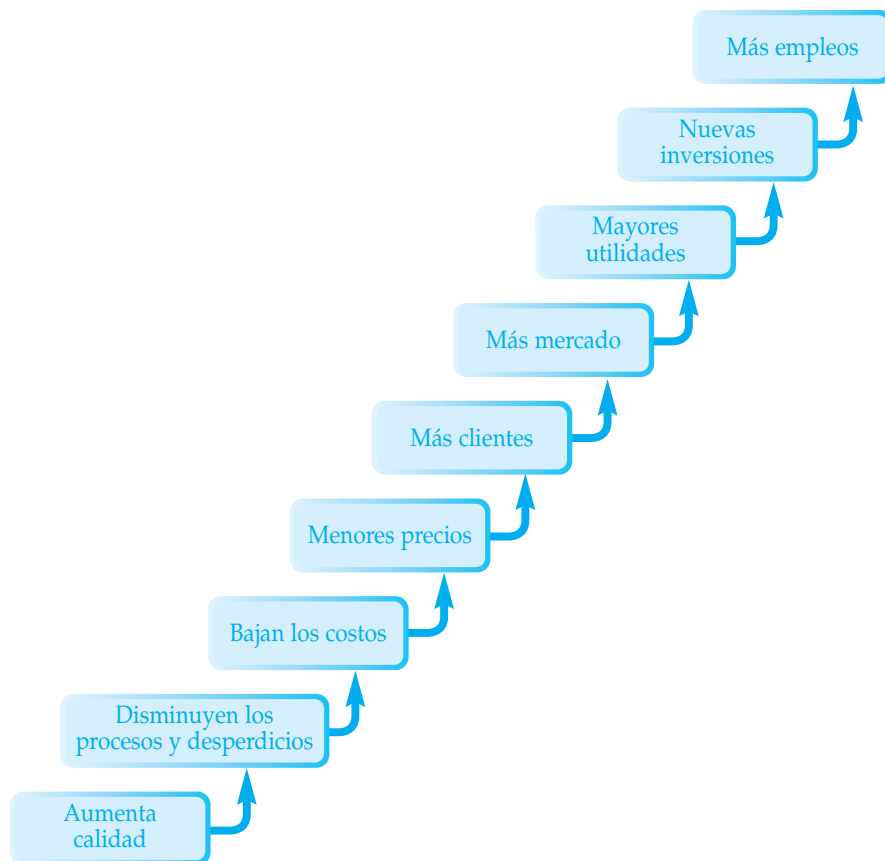 Más empleos
Nuevas
inversiones
Mayores
utilidades
Más mercado
Más clientes
Menores precios
Bajan los costos
Disminuyen los
procesos y desperdicios
Aumenta
calidad